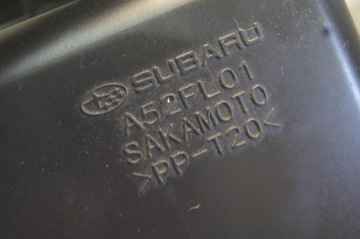 SUBARU
A52FL01
SAKAMOTO
>PP-T20<